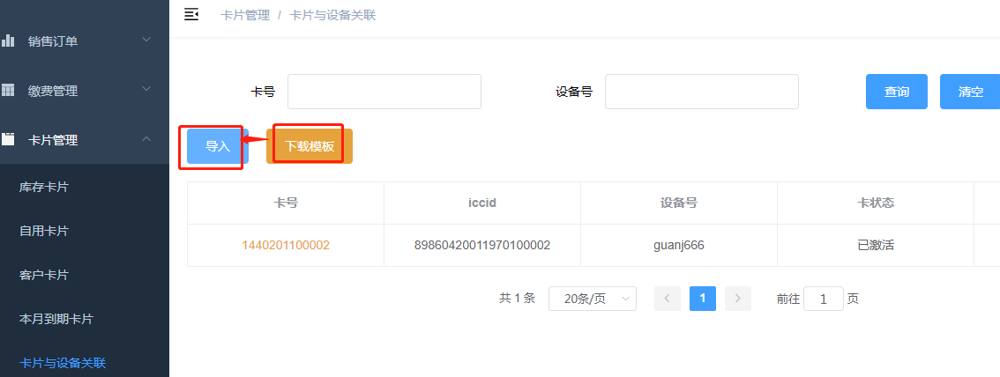 销售订单
缴费管理
卡片管理
库存卡片
自用卡片
客户卡片
本月到期卡片
卡片与设备关联
卡片管理 / 卡片与设备关联
卡号 设备号 查询 清空
导入 下载模板
卡号 iccid 设备号 卡状态
1440201100002 89860420011970100002 guanj666 已激活
共 1 条 20条/页 1 前往 1 页